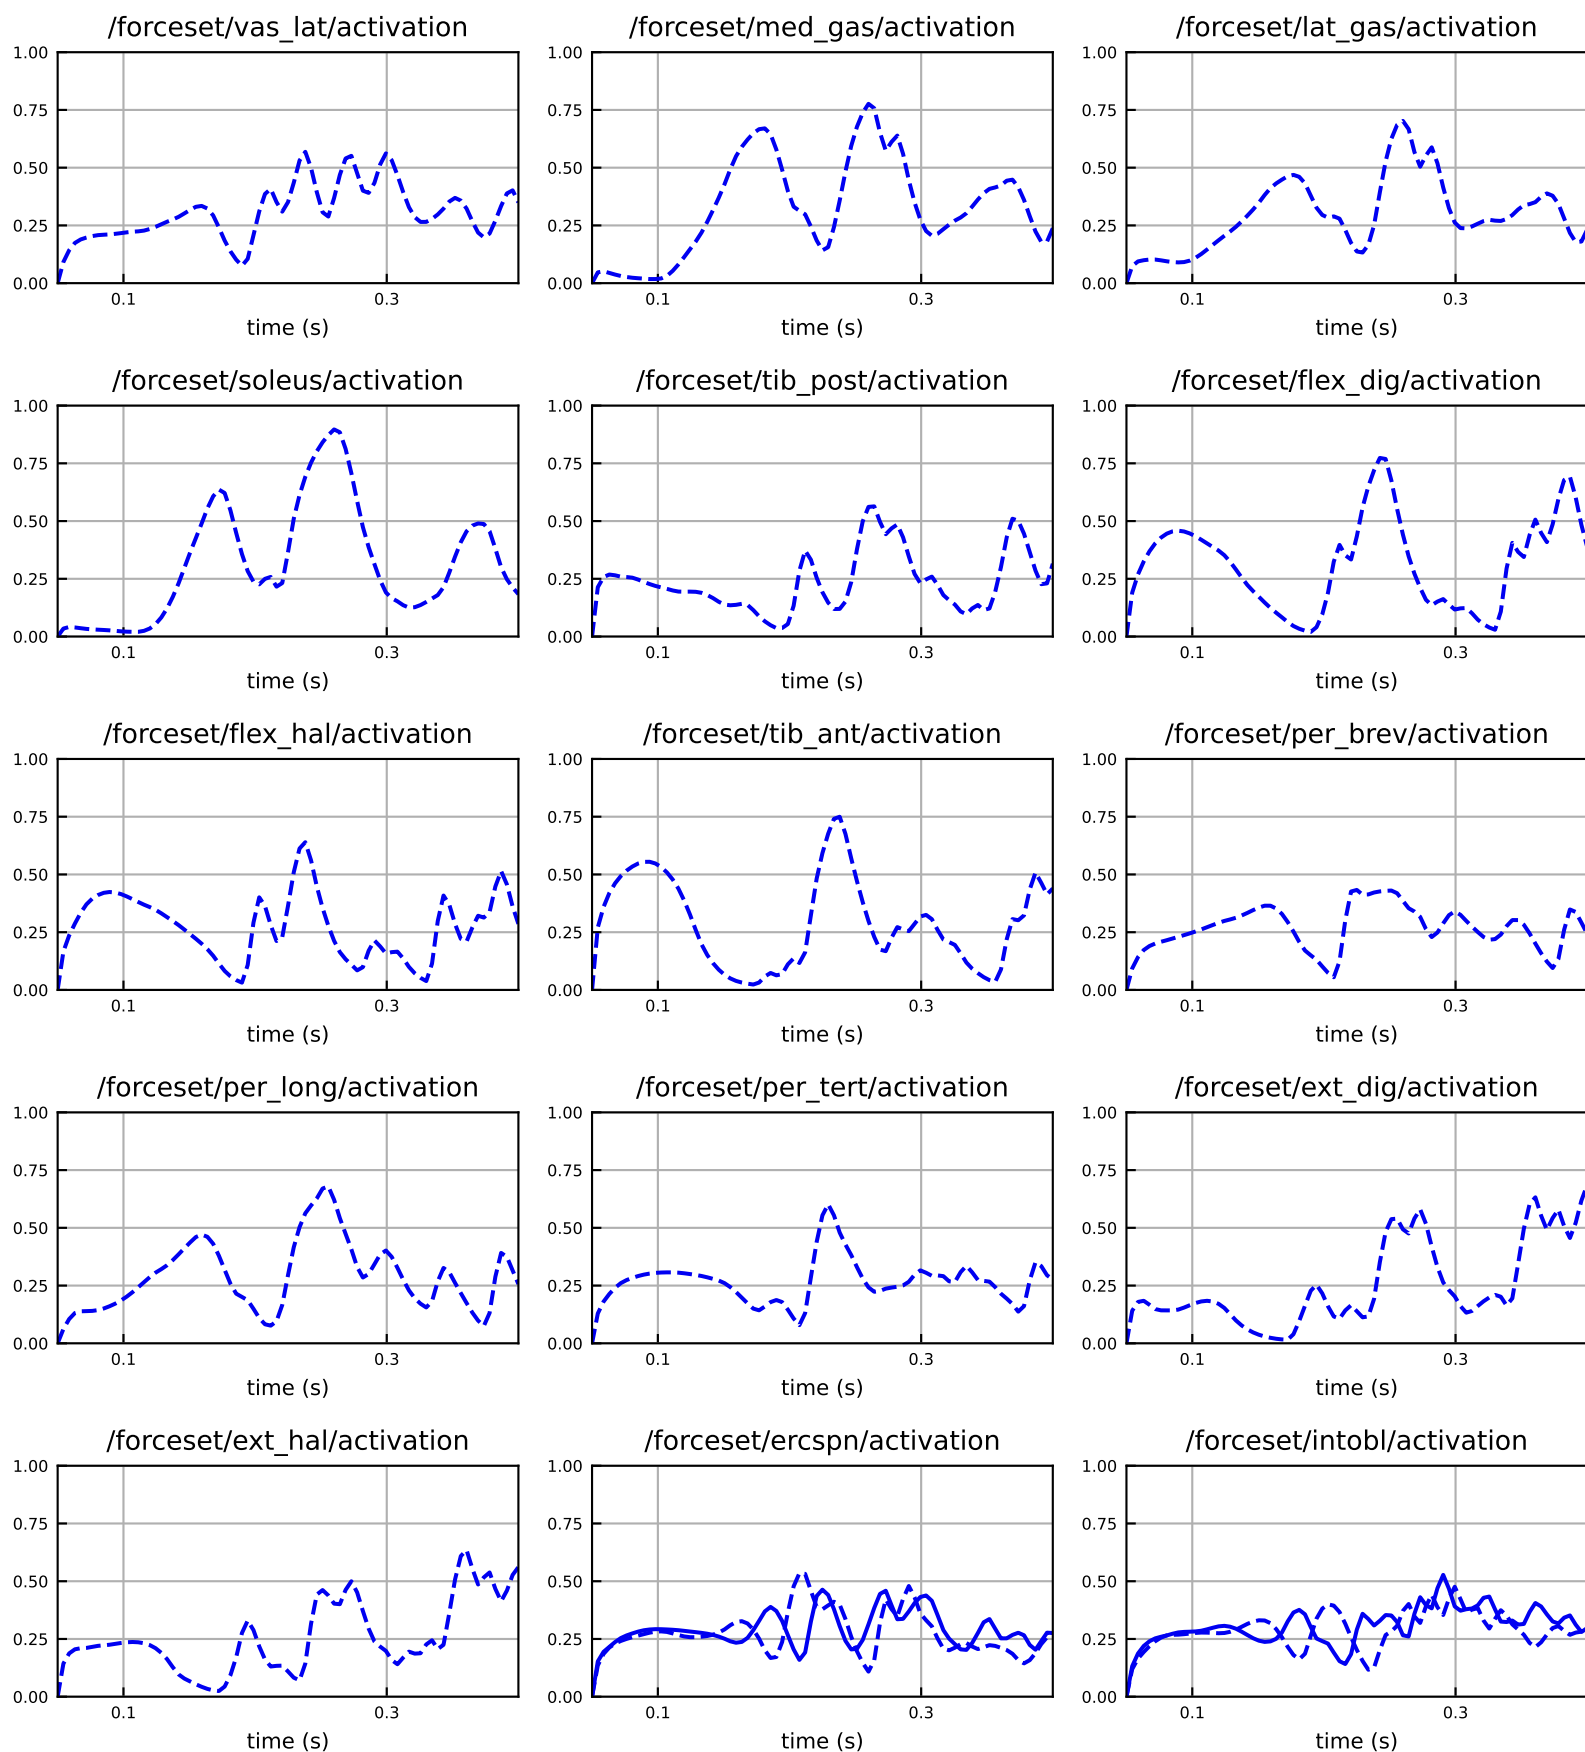 /forceset/vas_lat/activation /forceset/med_gas/activation /forceset/lat_gas/activation
1.00 1.00 1.00
0.75 0.75 0.75
0.50 0.50 0.50
0.25 0.25 0.25
0.00 0.00 0.00
0.1 0.3 0.1 0.3 0.1 0.3
time (s) time (s) time (s)
/forceset/soleus/activation /forceset/tib_post/activation /forceset/flex_dig/activation
1.00 1.00 1.00
0.75 0.75 0.75
0.50 0.50 0.50
0.25 0.25 0.25
0.00 0.00 0.00
0.1 0.3 0.1 0.3 0.1 0.3
time (s) time (s) time (s)
/forceset/flex_hal/activation /forceset/tib_ant/activation /forceset/per_brev/activation
1.00 1.00 1.00
0.75 0.75 0.75
0.50 0.50 0.50
0.25 0.25 0.25
0.00 0.00 0.00
0.1 0.3 0.1 0.3 0.1 0.3
time (s) time (s) time (s)
/forceset/per_long/activation /forceset/per_tert/activation /forceset/ext_dig/activation
1.00 1.00 1.00
0.75 0.75 0.75
0.50 0.50 0.50
0.25 0.25 0.25
0.00 0.00 0.00
0.1 0.3 0.1 0.3 0.1 0.3
time (s) time (s) time (s)
/forceset/ext_hal/activation /forceset/ercspn/activation /forceset/intobl/activation
1.00 1.00 1.00
0.75 0.75 0.75
0.50 0.50 0.50
0.25 0.25 0.25
0.00 0.00 0.00
0.1 0.3 0.1 0.3 0.1 0.3
time (s) time (s) time (s)